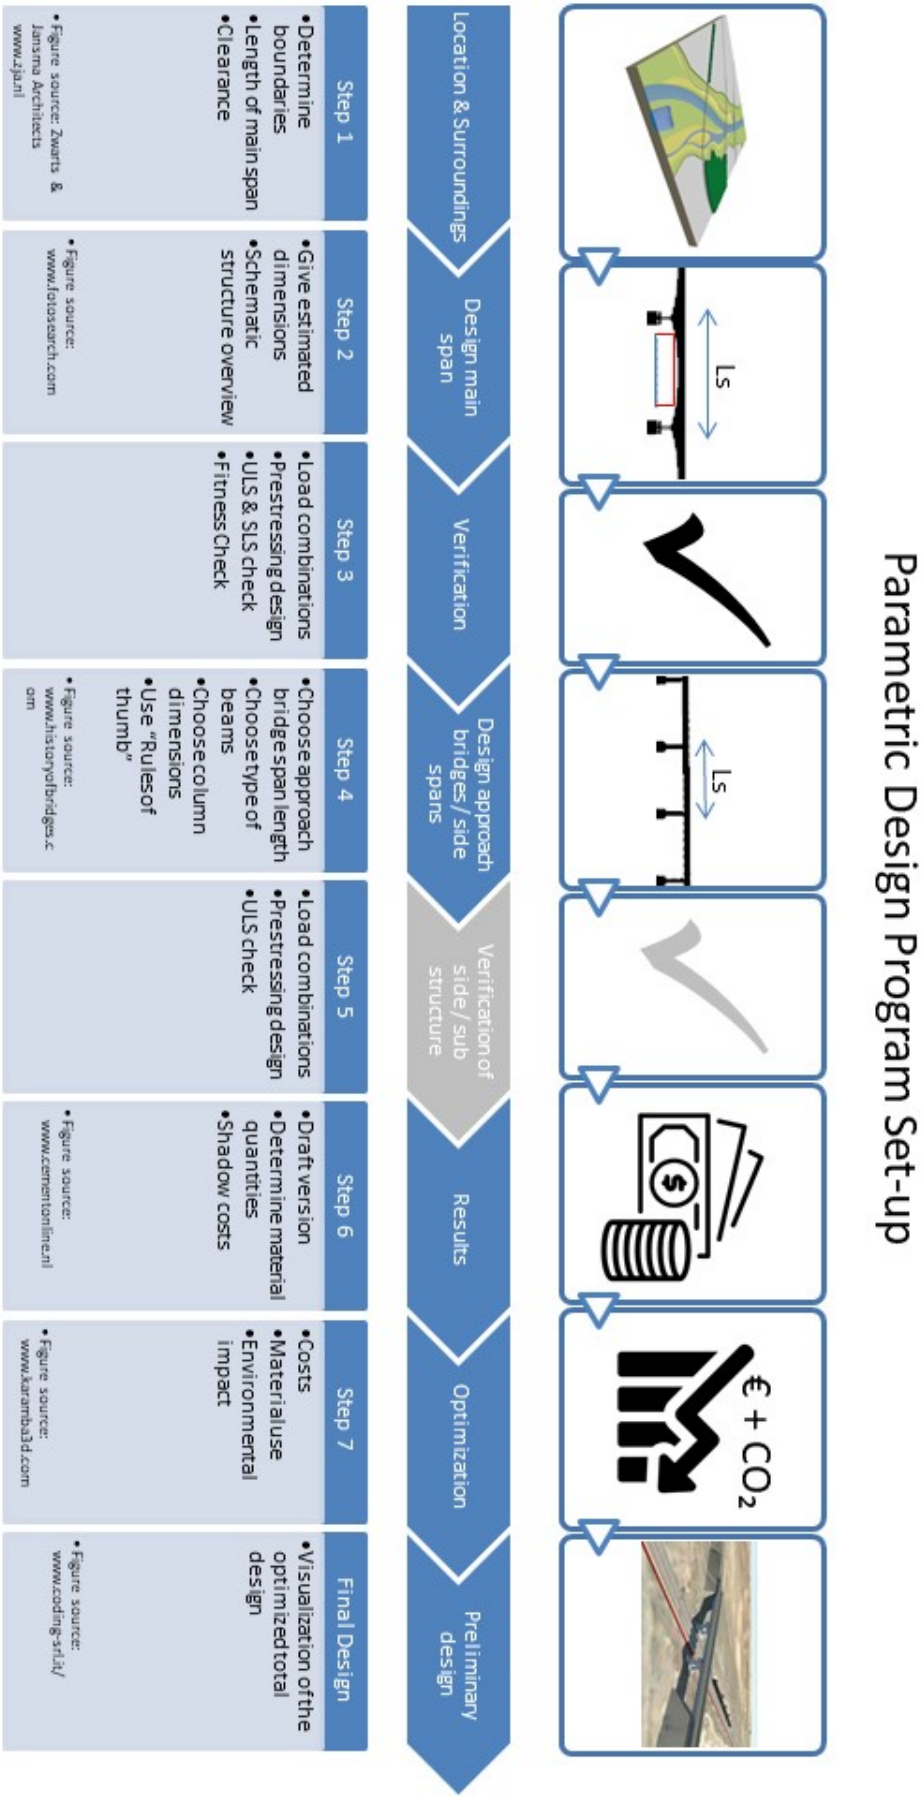 Parametric Design Program Set-up
Ls
Ls
€ + CO₂
Location & Surroundings
Design main
span
Verification
Design approach
bridges / side
spans
Verification of
side / sub
structure
Results
Optimization
Preliminary
design
Step 1
•Determine
boundaries
•Length of main span
•Clearance
• Figure source: Zwarts &
Jansma Architects
www.zja.nl
Step 2
•Give estimated
dimensions
•Schematic
structure overview
• Figure source:
www.fotosearch.com
Step 3
•Load combinations
•Prestressing design
•ULS & SLS check
•Fitness Check
Step 4
•Choose approach
bridge span length
•Choose type of
beams
•Choose column
dimensions
•Use “Rules of
thumb”
• Figure source:
www.historyofbridges.c
om
Step 5
•Load combinations
•Prestressing design
•ULS check
Step 6
•Draft version
•Determine material
quantities
•Shadow costs
• Figure source:
www.cementonline.nl
Step 7
•Costs
•Material use
•Environmental
impact
• Figure source:
www.karamba3d.com
Final Design
•Visualization of the
optimized total
design
• Figure source:
www.coding-srl.it/